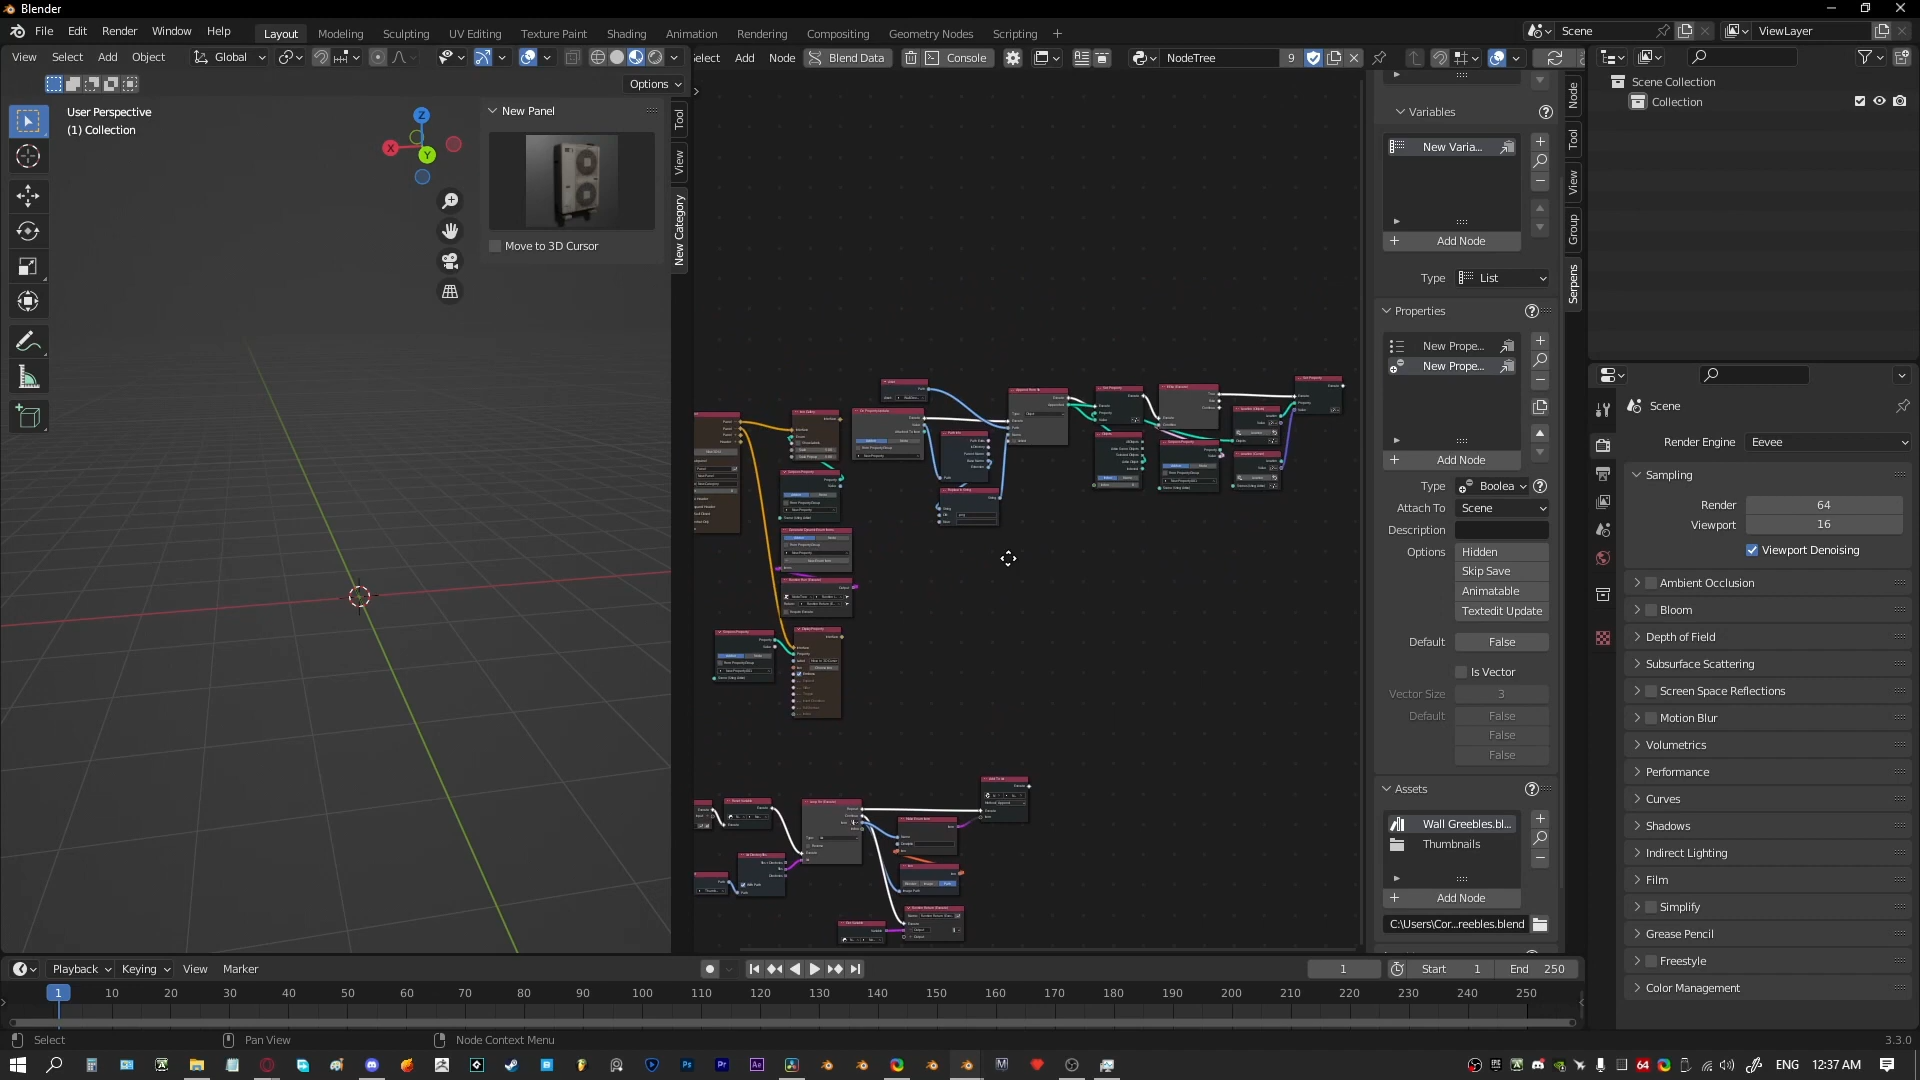 Blender
File Edit Render Window Help
Layout Modeling Sculpting UV Editing Texture Paint Shading Animation Rendering Compositing Geometry Nodes Scripting +
Scene
ViewLayer
View Select Add Object
Global
Options
elect Add Node
Blend Data
Console
NodeTree
9
User Perspective
(1) Collection
Z
X
Y
New Panel
Move to 3D Cursor
Tool
View
New Category
Variables
New Varia...
Add Node
Type List
Properties
New Prope...
New Prope...
Add Node
Type Boolea
Attach To Scene
Description
Options Hidden
Skip Save
Animatable
Textedit Update
Default False
Is Vector
Vector Size 3
Default False
False
False
Assets
Wall Greebles.bl...
Thumbnails
Add Node
C:\Users\Cor...reebles.blend
Node
Tool
View
Group
Serpens
Scene Collection
Collection
Scene
Render Engine Eevee
Sampling
Render 64
Viewport 16
Viewport Denoising
Ambient Occlusion
Bloom
Depth of Field
Subsurface Scattering
Screen Space Reflections
Motion Blur
Volumetrics
Performance
Curves
Shadows
Indirect Lighting
Film
Simplify
Grease Pencil
Freestyle
Color Management
Playback Keying View Marker
1
Start 1
End 250
1 10 20 30 40 50 60 70 80 90 100 110 120 130 140 150 160 170 180 190 200 210 220 230 240 250
Select
Pan View
Node Context Menu
3.3.0
64
ENG
12:37 AM